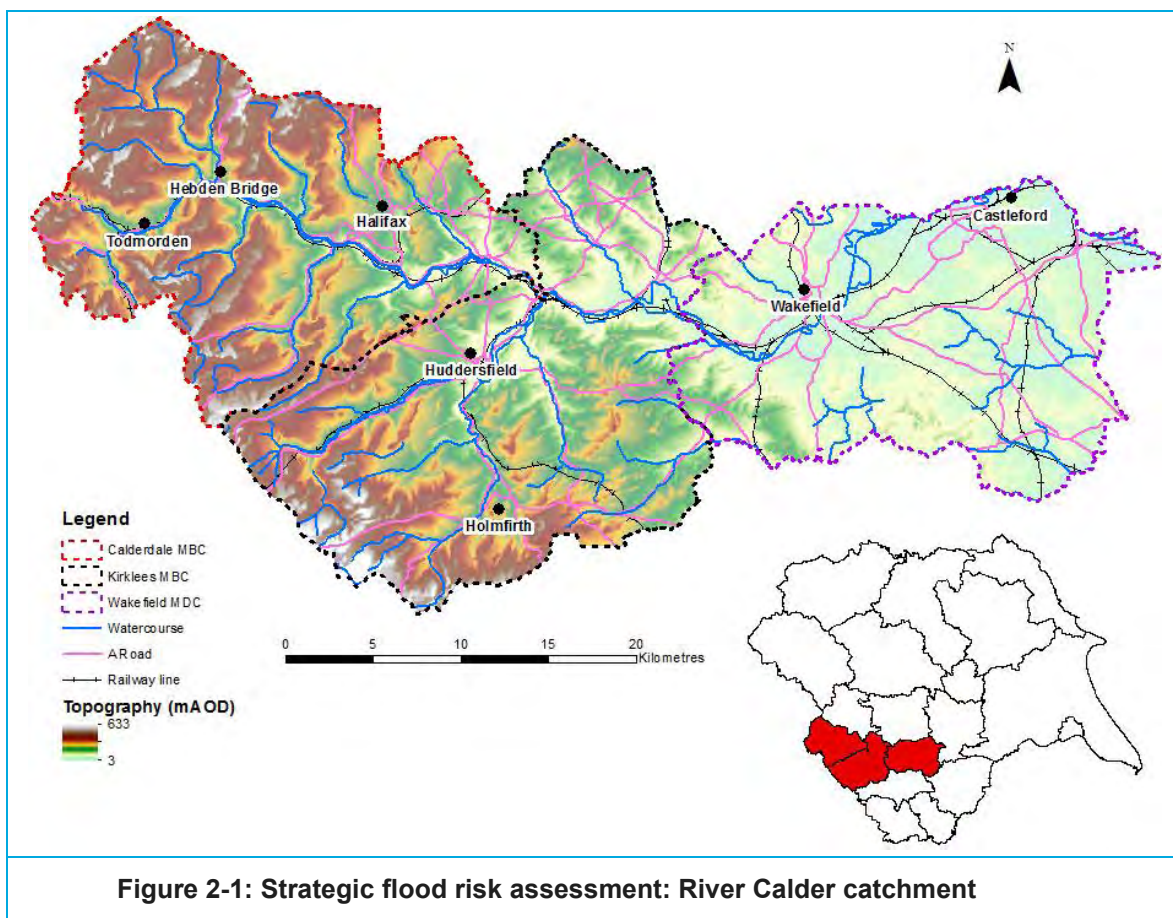 N
Hebden Bridge
Todmorden
Halifax
Castleford
Wakefield
Huddersfield
Holmfirth
Legend
Calderdale MBC
Kirklees MBC
Wakefield MDC
Watercourse
A Road
Railway line
Topography (mAOD)
633
3
0 5 10 15 20
Kilometres
Figure 2-1: Strategic flood risk assessment: River Calder catchment